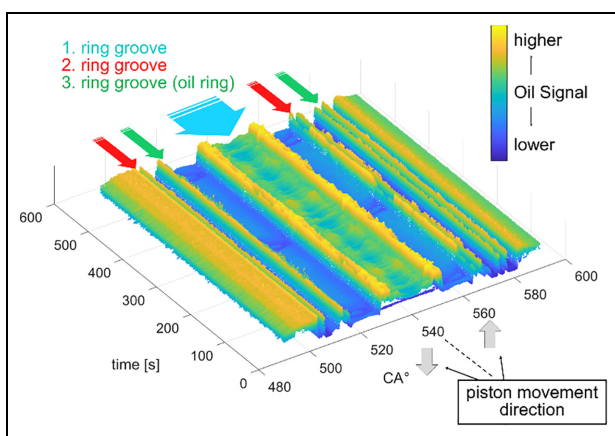 1. ring groove
2. ring groove
3. ring groove (oil ring)
higher
Oil Signal
lower
600
500
400
300
200
100
0
time [s]
480
500
520
540
560
580
600
CA°
piston movement
direction